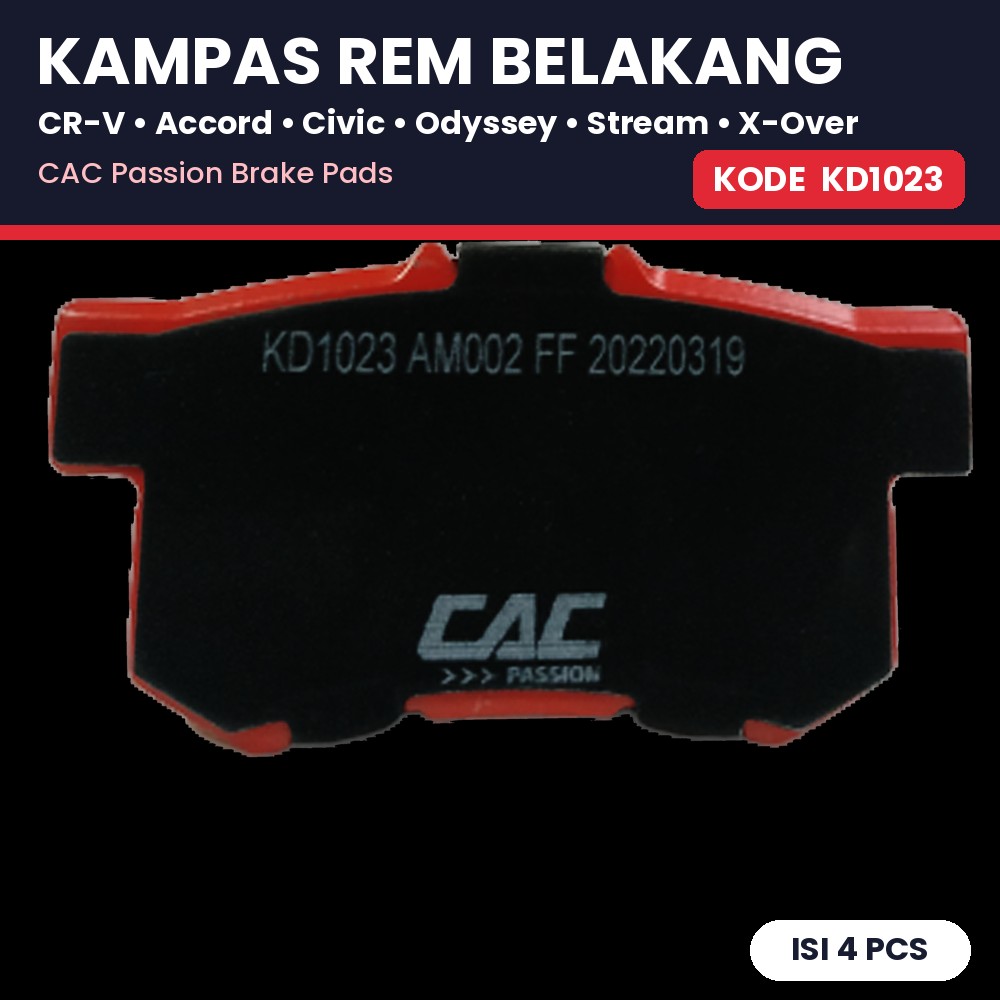 KAMPAS REM BELAKANG
CR-V • Accord • Civic • Odyssey • Stream • X-Over
CAC Passion Brake Pads
KODE KD1023
KD1023 AM002 FF 20220319
CAC
>>> PASSION
ISI 4 PCS